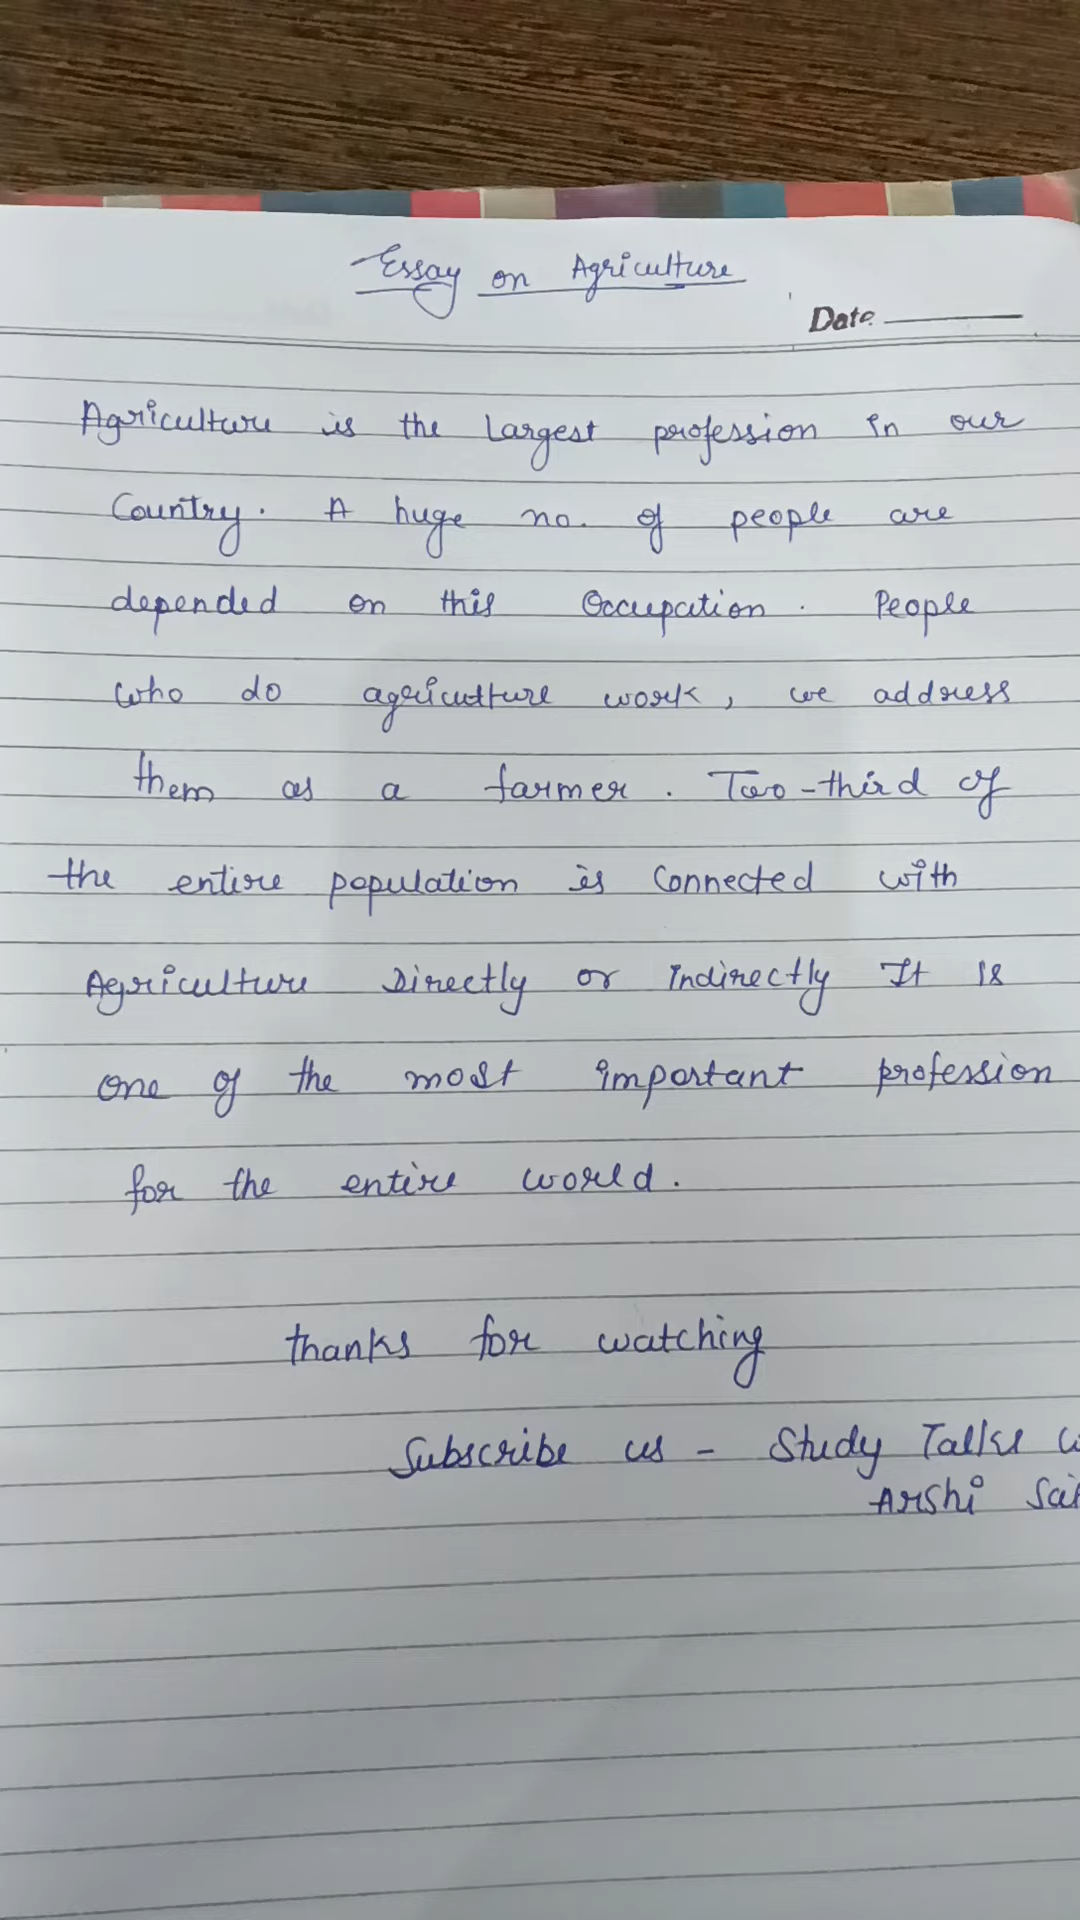 Essay on Agriculture
Date
Agriculture is the Largest profession in our
Country. A huge no. of people are
depended on this Occupation. People
who do agriculture work, we address
them as a farmer. Two-third of
the entire population is Connected with
Agriculture Directly or Indirectly It is
one of the most important profession
for the entire world.
thanks for watching
Subscribe us - Study Talks
Arshi